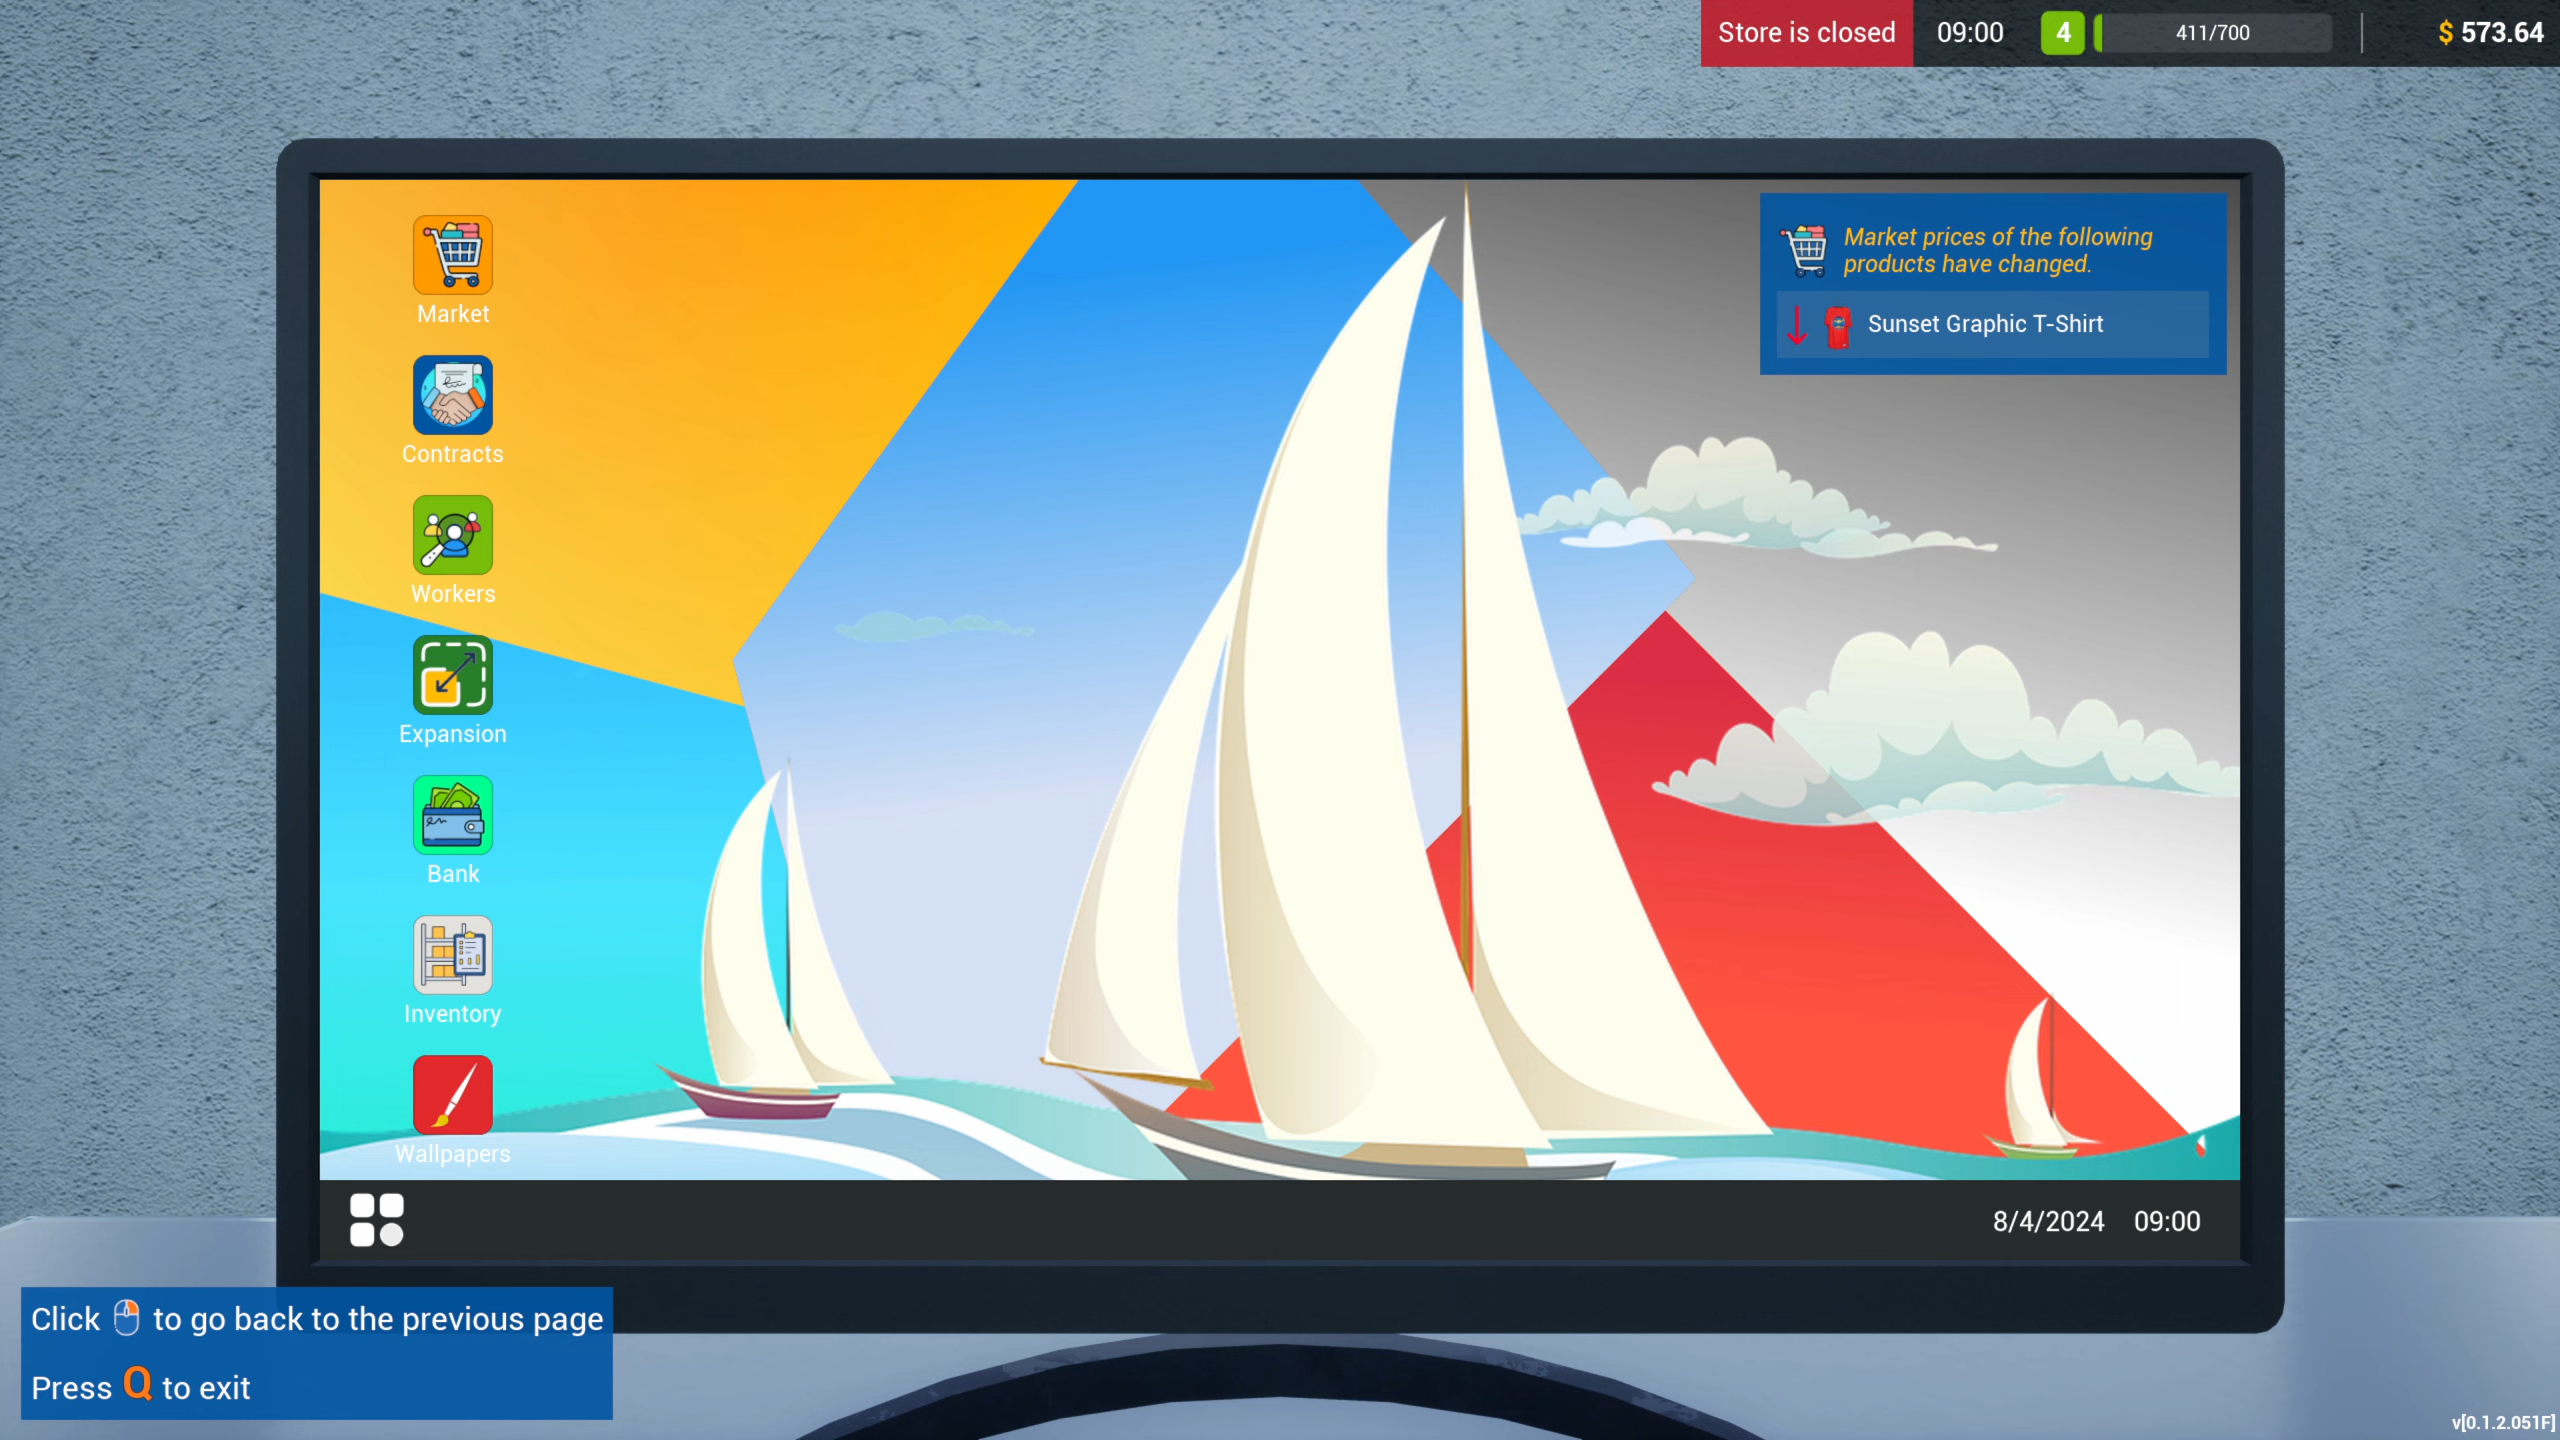 Store is closed
09:00
4
411/700
$ 573.64
Market
Contracts
Workers
Expansion
Bank
Inventory
Wallpapers
Market prices of the following
products have changed.
Sunset Graphic T-Shirt
8/4/2024
09:00
Click to go back to the previous page
Press Q to exit
v[0.1.2.051F]